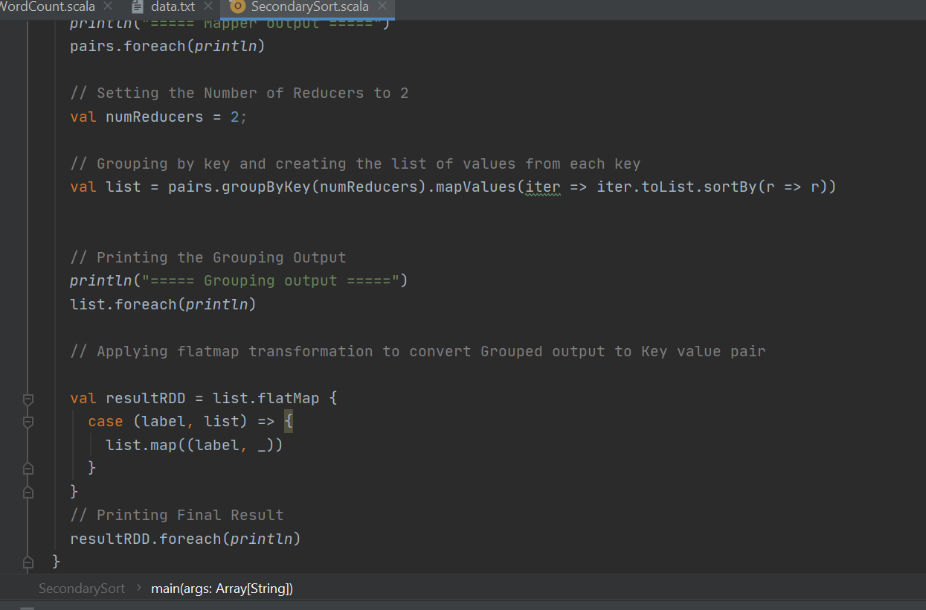 WordCount.scala × data.txt × SecondarySort.scala ×
println("===== Mapper output =====")
pairs.foreach(println)
// Setting the Number of Reducers to 2
val numReducers = 2;
// Grouping by key and creating the list of values from each key
val list = pairs.groupByKey(numReducers).mapValues(iter => iter.toList.sortBy(r => r))
// Printing the Grouping Output
println("===== Grouping output =====")
list.foreach(println)
// Applying flatmap transformation to convert Grouped output to Key value pair
val resultRDD = list.flatMap {
case (label, list) => {
list.map((label, _))
}
}
// Printing Final Result
resultRDD.foreach(println)
}
SecondarySort › main(args: Array[String])